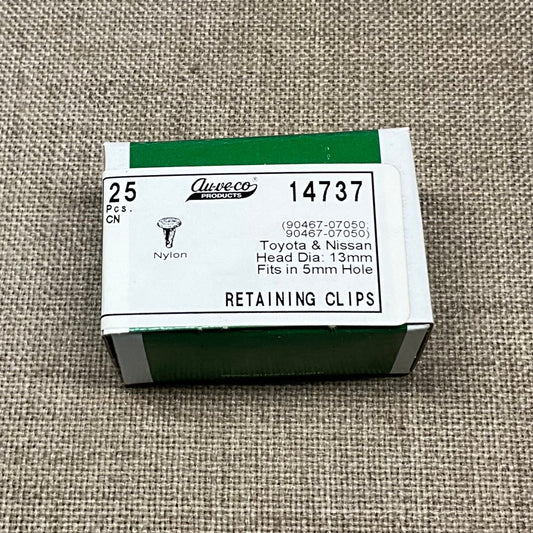 25
Pcs.
CN
Au-ve-co®
PRODUCTS
14737
Nylon
(90467-07050;
90467-07050)
Toyota & Nissan
Head Dia: 13mm
Fits in 5mm Hole
RETAINING CLIPS